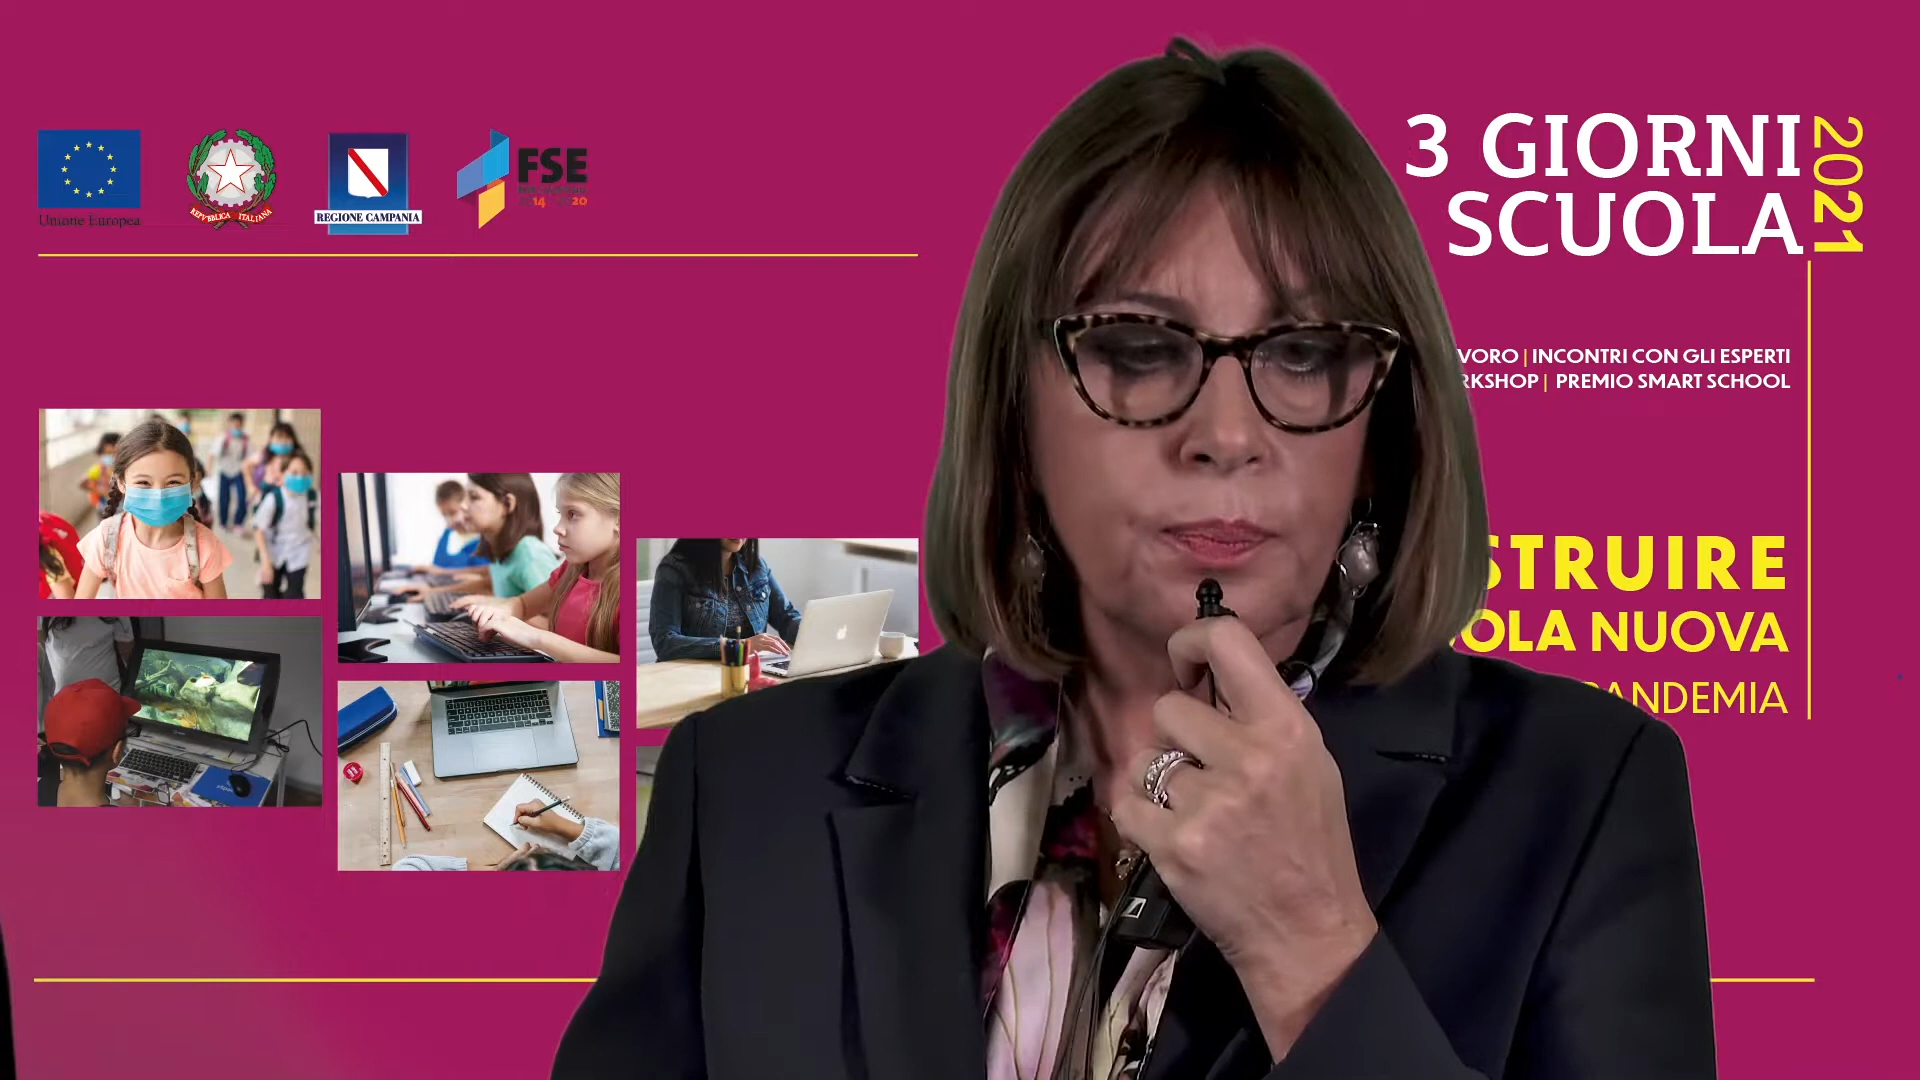 Unione Europea
REPVBBLICA ITALIANA
REGIONE CAMPANIA
FSE
14 20
3 GIORNI
SCUOLA
2021
VORO | INCONTRI CON GLI ESPERTI
RKSHOP | PREMIO SMART SCHOOL
STRUIRE
OLA NUOVA
PANDEMIA